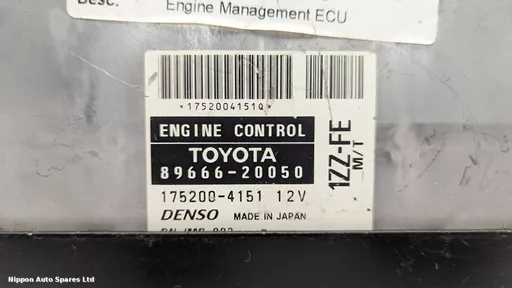 Desc.
Engine Management ECU
*1752004151Q*
ENGINE CONTROL
TOYOTA
89666-20050
175200-4151 12V
DENSO MADE IN JAPAN
1ZZ-FE
M/T
Nippon Auto Spares Ltd